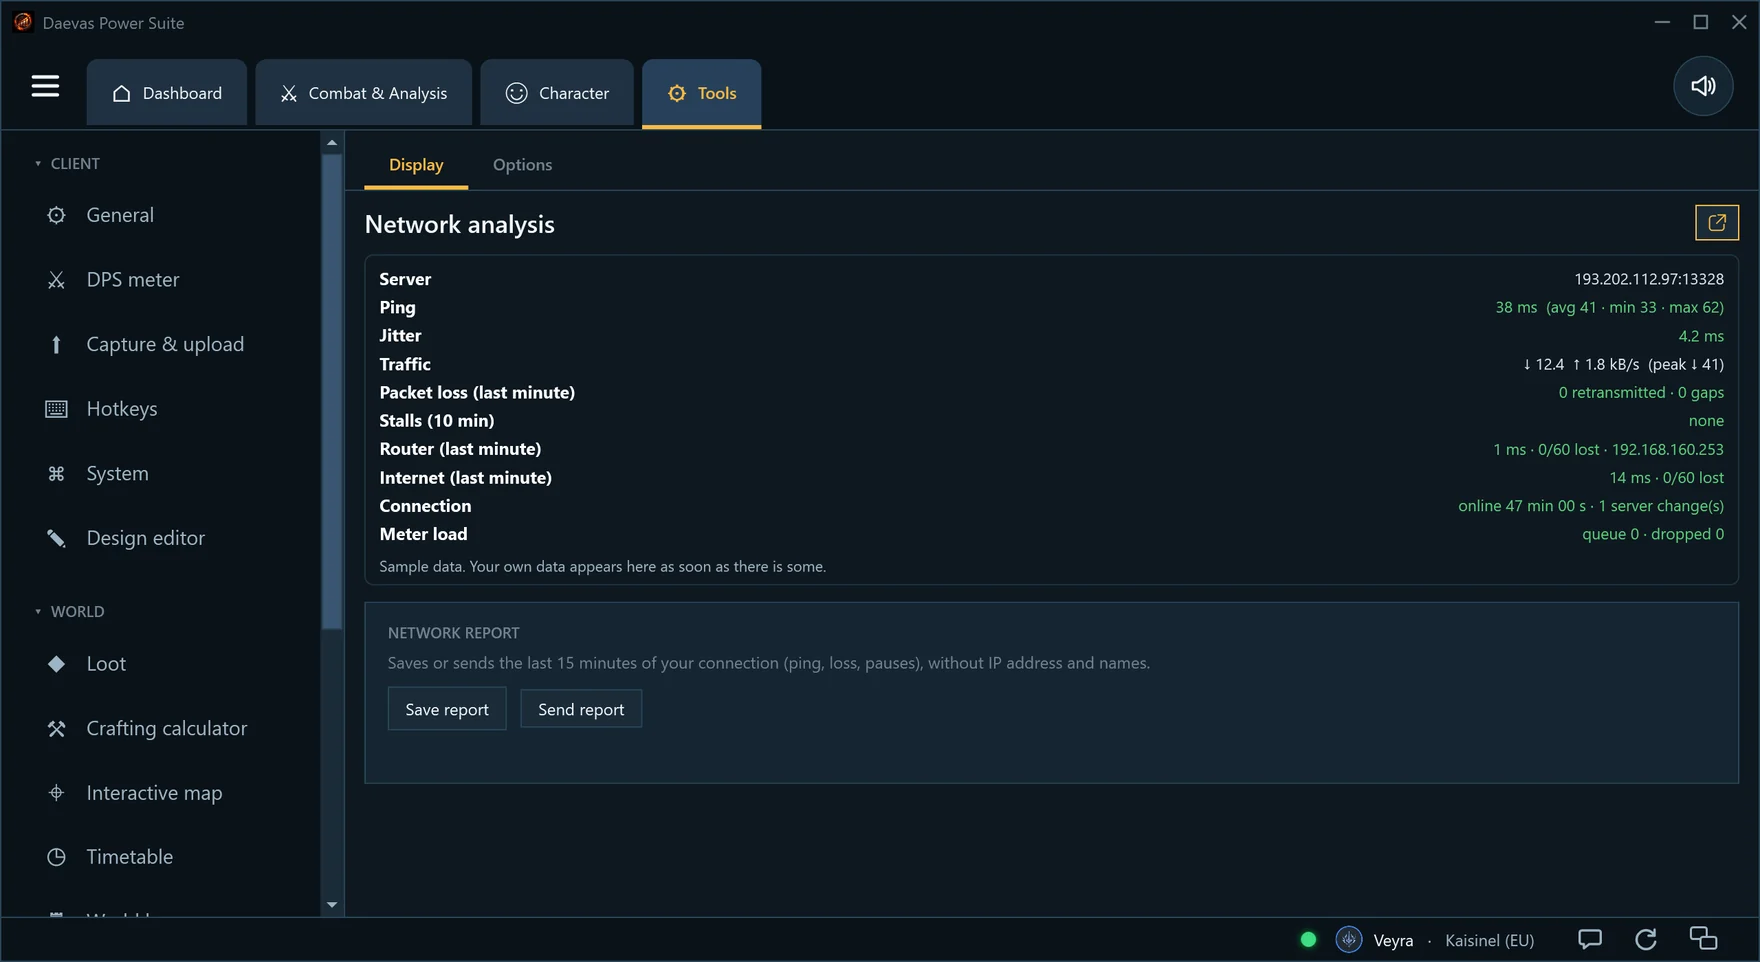 Daevas Power Suite
Dashboard
Combat & Analysis
Character
Tools
CLIENT
General
DPS meter
Capture & upload
Hotkeys
System
Design editor
WORLD
Loot
Crafting calculator
Interactive map
Timetable
Display
Options
Network analysis
Server 193.202.112.97:13328
Ping 38 ms (avg 41 · min 33 · max 62)
Jitter 4.2 ms
Traffic ↓ 12.4 ↑ 1.8 kB/s (peak ↓ 41)
Packet loss (last minute) 0 retransmitted · 0 gaps
Stalls (10 min) none
Router (last minute) 1 ms · 0/60 lost · 192.168.160.253
Internet (last minute) 14 ms · 0/60 lost
Connection online 47 min 00 s · 1 server change(s)
Meter load queue 0 · dropped 0
Sample data. Your own data appears here as soon as there is some.
NETWORK REPORT
Saves or sends the last 15 minutes of your connection (ping, loss, pauses), without IP address and names.
Save report
Send report
Veyra · Kaisinel (EU)